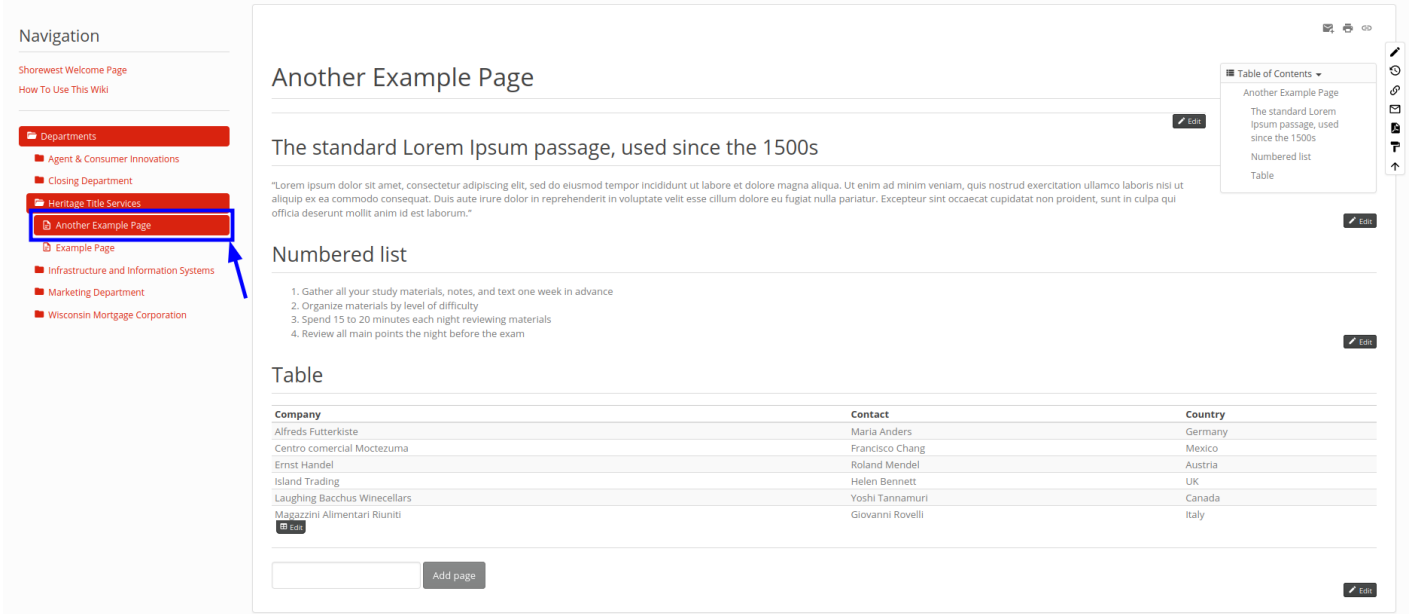 Navigation
Shorewest Welcome Page
How To Use This Wiki
Departments
Agent & Consumer Innovations
Closing Department
Heritage Title Services
Another Example Page
Example Page
Infrastructure and Information Systems
Marketing Department
Wisconsin Mortgage Corporation
Another Example Page
Table of Contents
Another Example Page
The standard Lorem
Ipsum passage, used
since the 1500s
Numbered list
Table
Edit
The standard Lorem Ipsum passage, used since the 1500s
"Lorem ipsum dolor sit amet, consectetur adipiscing elit, sed do eiusmod tempor incididunt ut labore et dolore magna aliqua. Ut enim ad minim veniam, quis nostrud exercitation ullamco laboris nisi ut
aliquip ex ea commodo consequat. Duis aute irure dolor in reprehenderit in voluptate velit esse cillum dolore eu fugiat nulla pariatur. Excepteur sint occaecat cupidatat non proident, sunt in culpa qui
officia deserunt mollit anim id est laborum."
Edit
Numbered list
1. Gather all your study materials, notes, and text one week in advance
2. Organize materials by level of difficulty
3. Spend 15 to 20 minutes each night reviewing materials
4. Review all main points the night before the exam
Edit
Table
Company Contact Country
Alfreds Futterkiste Maria Anders Germany
Centro comercial Moctezuma Francisco Chang Mexico
Ernst Handel Roland Mendel Austria
Island Trading Helen Bennett UK
Laughing Bacchus Winecellars Yoshi Tannamuri Canada
Magazzini Alimentari Riuniti Giovanni Rovelli Italy
Edit
Add page
Edit